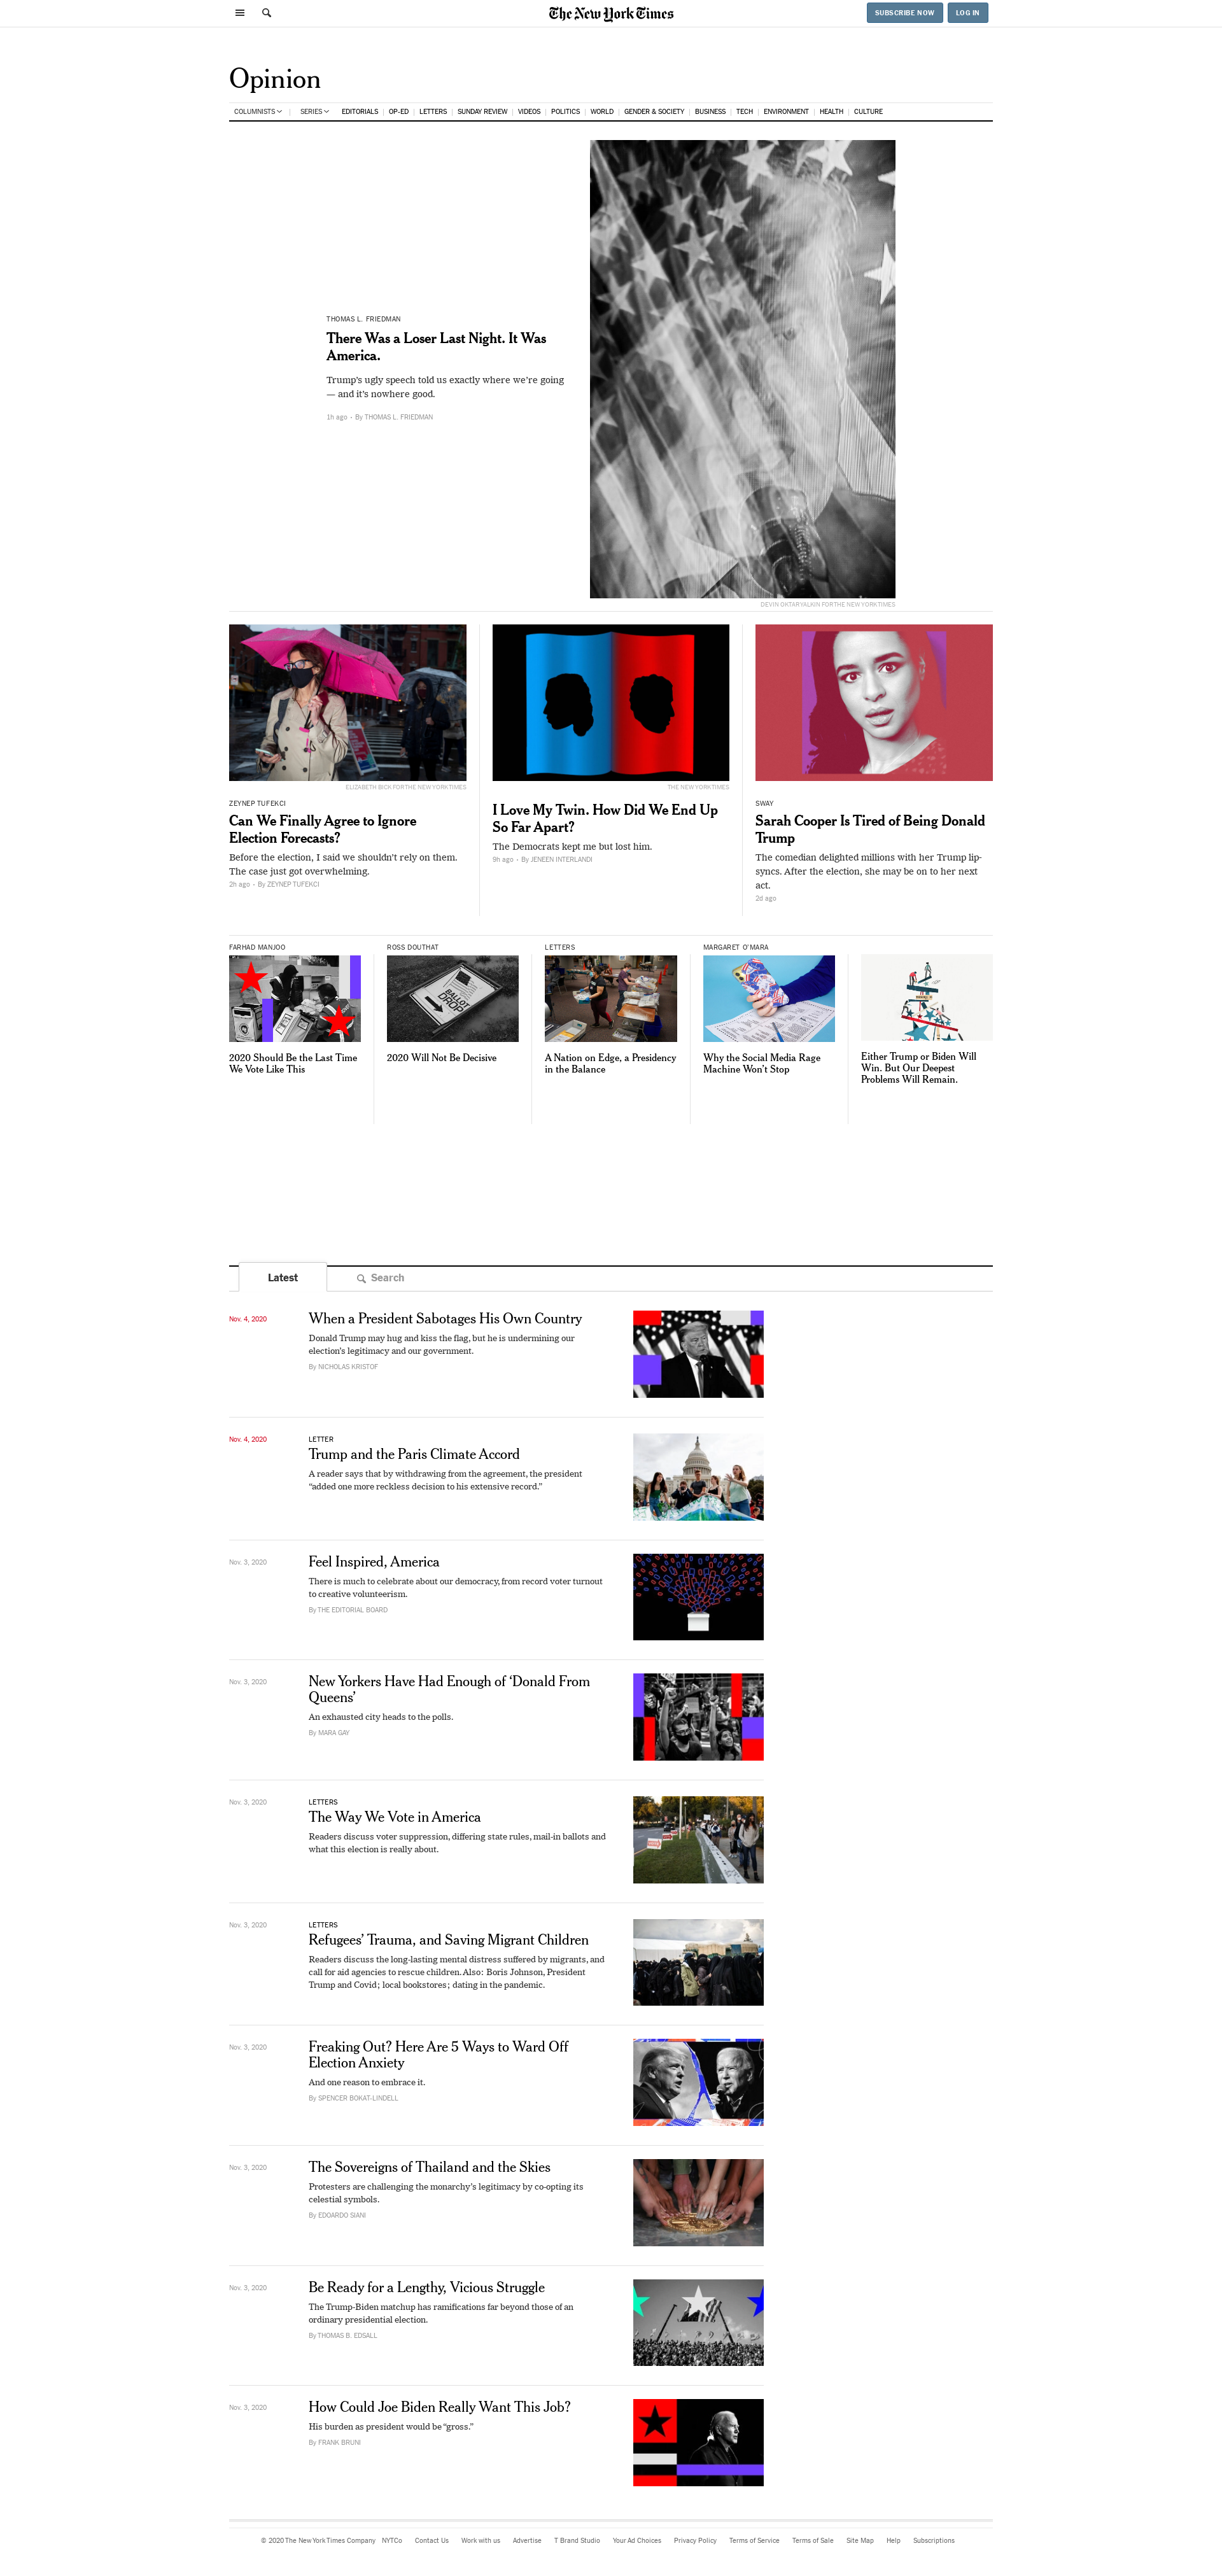 The New York Times
SUBSCRIBE NOW
LOG IN
Opinion
COLUMNISTS
SERIES
EDITORIALS
OP-ED
LETTERS
SUNDAY REVIEW
VIDEOS
POLITICS
WORLD
GENDER & SOCIETY
BUSINESS
TECH
ENVIRONMENT
HEALTH
CULTURE
THOMAS L. FRIEDMAN
There Was a Loser Last Night. It Was
America.
Trump’s ugly speech told us exactly where we’re going
— and it’s nowhere good.
1h ago • By THOMAS L. FRIEDMAN
DEVIN OKTAR YALKIN FOR THE NEW YORK TIMES
ELIZABETH BICK FOR THE NEW YORK TIMES
ZEYNEP TUFEKCI
Can We Finally Agree to Ignore
Election Forecasts?
Before the election, I said we shouldn’t rely on them.
The case just got overwhelming.
2h ago • By ZEYNEP TUFEKCI
THE NEW YORK TIMES
I Love My Twin. How Did We End Up
So Far Apart?
The Democrats kept me but lost him.
9h ago • By JENEEN INTERLANDI
SWAY
Sarah Cooper Is Tired of Being Donald
Trump
The comedian delighted millions with her Trump lip-
syncs. After the election, she may be on to her next
act.
2d ago
FARHAD MANJOO
2020 Should Be the Last Time
We Vote Like This
ROSS DOUTHAT
BALLOT
DROP
2020 Will Not Be Decisive
LETTERS
A Nation on Edge, a Presidency
in the Balance
MARGARET O’MARA
Why the Social Media Rage
Machine Won’t Stop
Either Trump or Biden Will
Win. But Our Deepest
Problems Will Remain.
Latest
Search
Nov. 4, 2020
When a President Sabotages His Own Country
Donald Trump may hug and kiss the flag, but he is undermining our
election’s legitimacy and our government.
By NICHOLAS KRISTOF
Nov. 4, 2020
LETTER
Trump and the Paris Climate Accord
A reader says that by withdrawing from the agreement, the president
“added one more reckless decision to his extensive record.”
Nov. 3, 2020
Feel Inspired, America
There is much to celebrate about our democracy, from record voter turnout
to creative volunteerism.
By THE EDITORIAL BOARD
Nov. 3, 2020
New Yorkers Have Had Enough of ‘Donald From
Queens’
An exhausted city heads to the polls.
By MARA GAY
Nov. 3, 2020
LETTERS
The Way We Vote in America
Readers discuss voter suppression, differing state rules, mail-in ballots and
what this election is really about.
Nov. 3, 2020
LETTERS
Refugees’ Trauma, and Saving Migrant Children
Readers discuss the long-lasting mental distress suffered by migrants, and
call for aid agencies to rescue children. Also: Boris Johnson, President
Trump and Covid; local bookstores; dating in the pandemic.
Nov. 3, 2020
Freaking Out? Here Are 5 Ways to Ward Off
Election Anxiety
And one reason to embrace it.
By SPENCER BOKAT-LINDELL
Nov. 3, 2020
The Sovereigns of Thailand and the Skies
Protesters are challenging the monarchy’s legitimacy by co-opting its
celestial symbols.
By EDOARDO SIANI
Nov. 3, 2020
Be Ready for a Lengthy, Vicious Struggle
The Trump-Biden matchup has ramifications far beyond those of an
ordinary presidential election.
By THOMAS B. EDSALL
Nov. 3, 2020
How Could Joe Biden Really Want This Job?
His burden as president would be “gross.”
By FRANK BRUNI
© 2020 The New York Times Company NYTCo Contact Us Work with us Advertise T Brand Studio Your Ad Choices Privacy Policy Terms of Service Terms of Sale Site Map Help Subscriptions